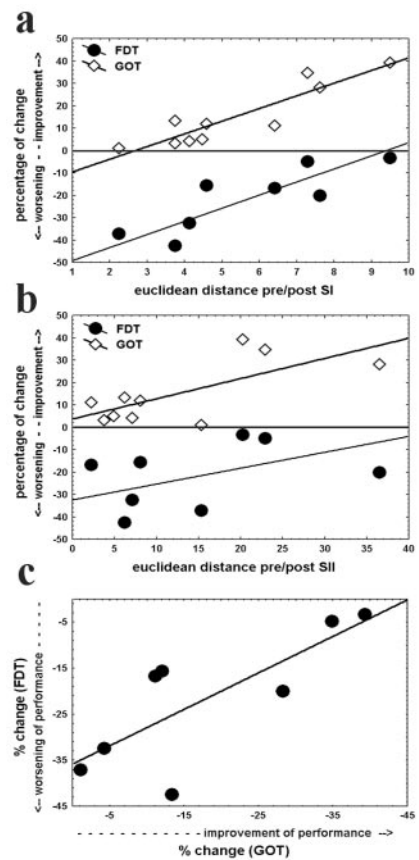 a
FDT
GOT
percentage of change
<-- worsening - - improvement -->
50
40
30
20
10
0
-10
-20
-30
-40
-50
1 2 3 4 5 6 7 8 9 10
euclidean distance pre/post SI
b
FDT
GOT
percentage of change
<-- worsening - - improvement -->
50
40
30
20
10
0
-10
-20
-30
-40
-50
0 5 10 15 20 25 30 35 40
euclidean distance pre/post SII
c
% change (FDT)
<-- worsening of performance - - - - - - -
-5
-15
-25
-35
-45
-5 -15 -25 -35 -45
- - - - - - - - - - - - - improvement of performance -->
% change (GOT)